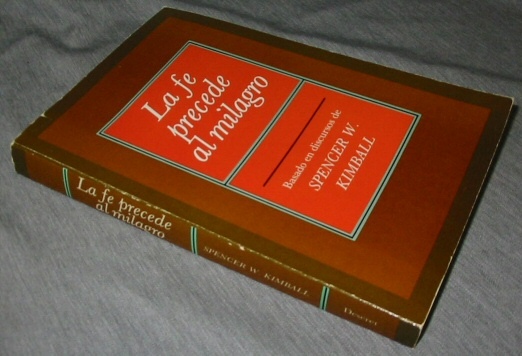 La fe
precede
al milagro
Basado en discursos de
SPENCER W.
KIMBALL
La fe precede
al milagro
SPENCER W. KIMBALL
Deseret